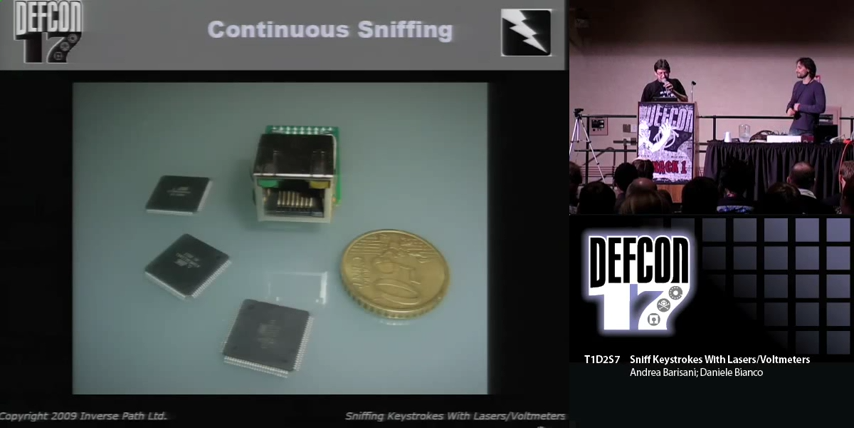 DEFCON
17
Continuous Sniffing
Copyright 2009 Inverse Path Ltd.
Sniffing Keystrokes With Lasers/Voltmeters
DEFCON
DEFCON
17
T1D2S7 Sniff Keystrokes With Lasers/Voltmeters
Andrea Barisani; Daniele Bianco